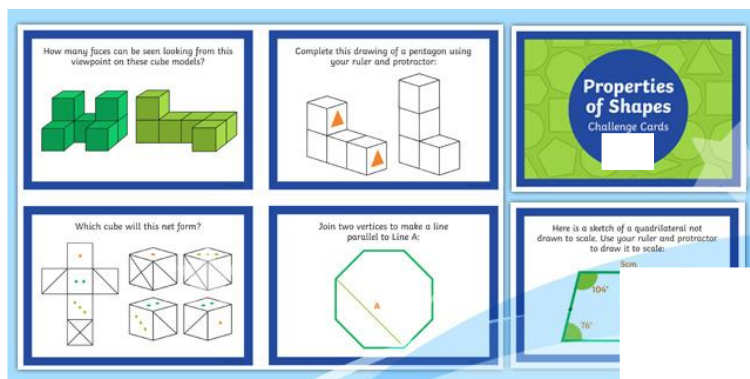 How many faces can be seen looking from this
viewpoint on these cube models?
Complete this drawing of a pentagon using
your ruler and protractor:
Properties
of Shapes
Challenge Cards
Which cube will this net form?
Join two vertices to make a line
parallel to Line A:
A
Here is a sketch of a quadrilateral not
drawn to scale. Use your ruler and protractor
to draw it to scale:
5cm
104°
76°